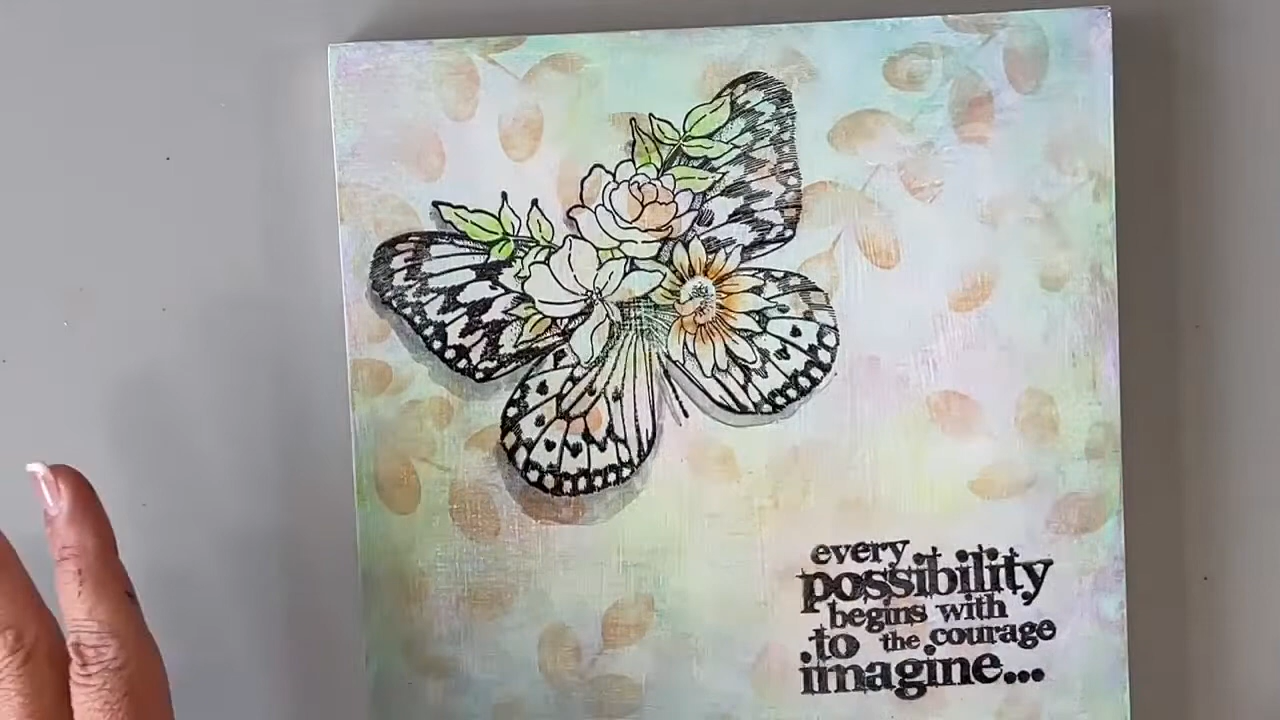 every
possibility
begins with
to the courage
imagine...